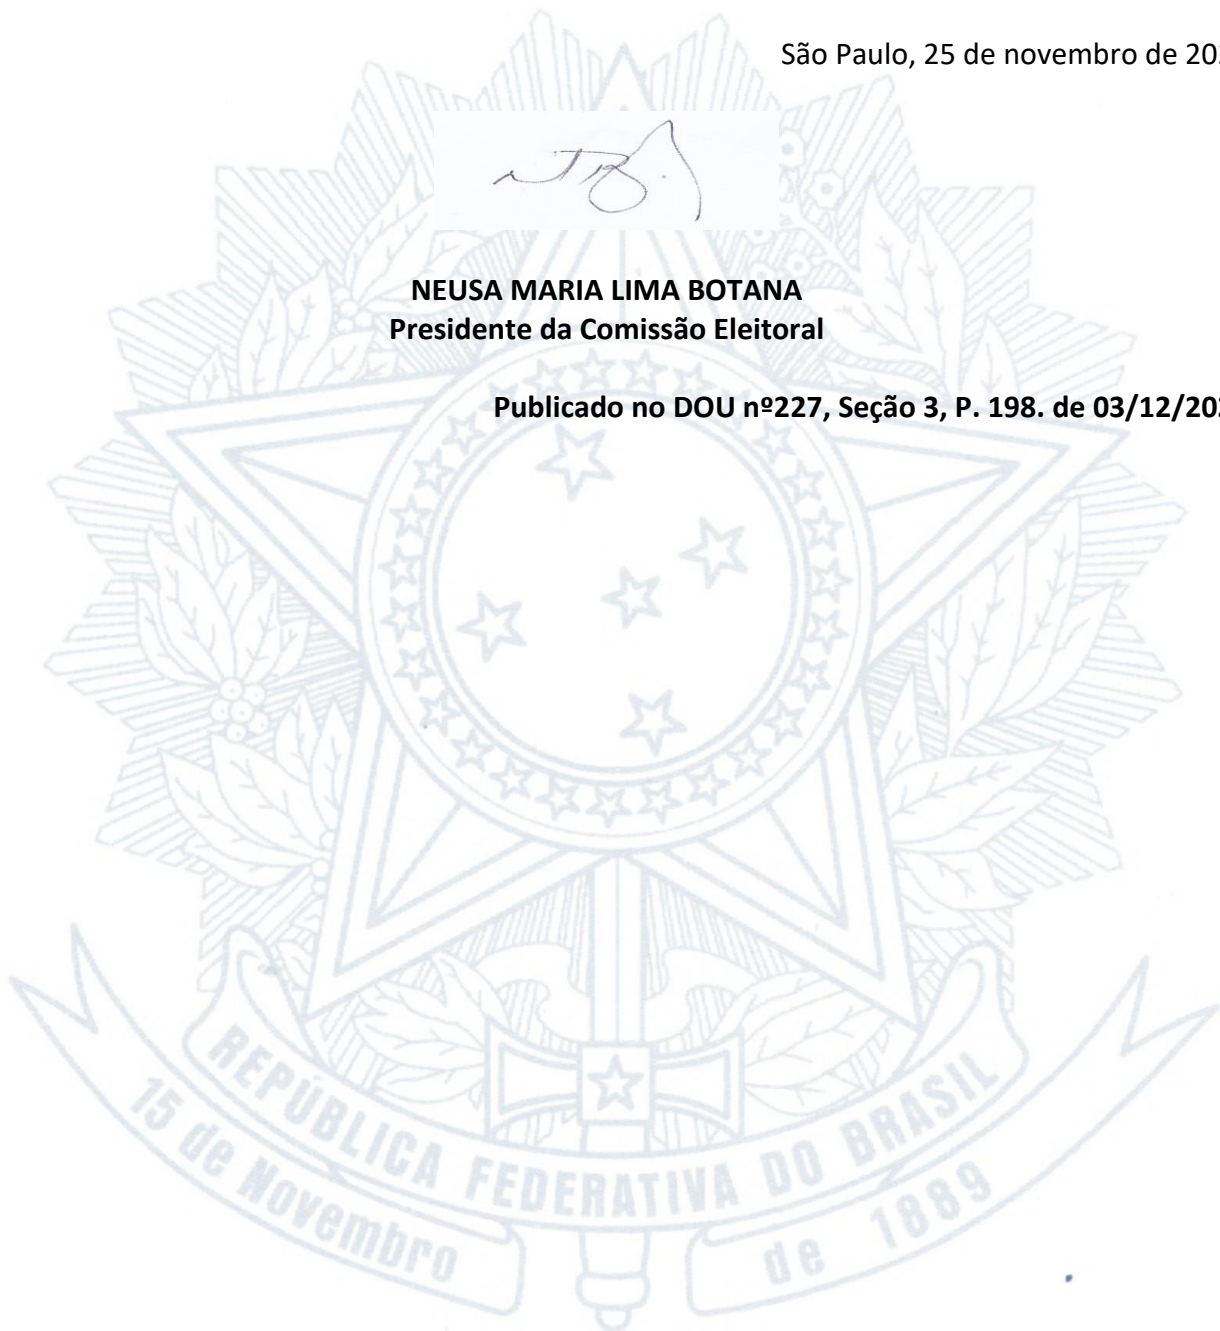 São Paulo, 25 de novembro de 20
NEUSA MARIA LIMA BOTANA
Presidente da Comissão Eleitoral
Publicado no DOU nº227, Seção 3, P. 198. de 03/12/20
REPÚBLICA FEDERATIVA DO BRASIL
15 de Novembro de 1889